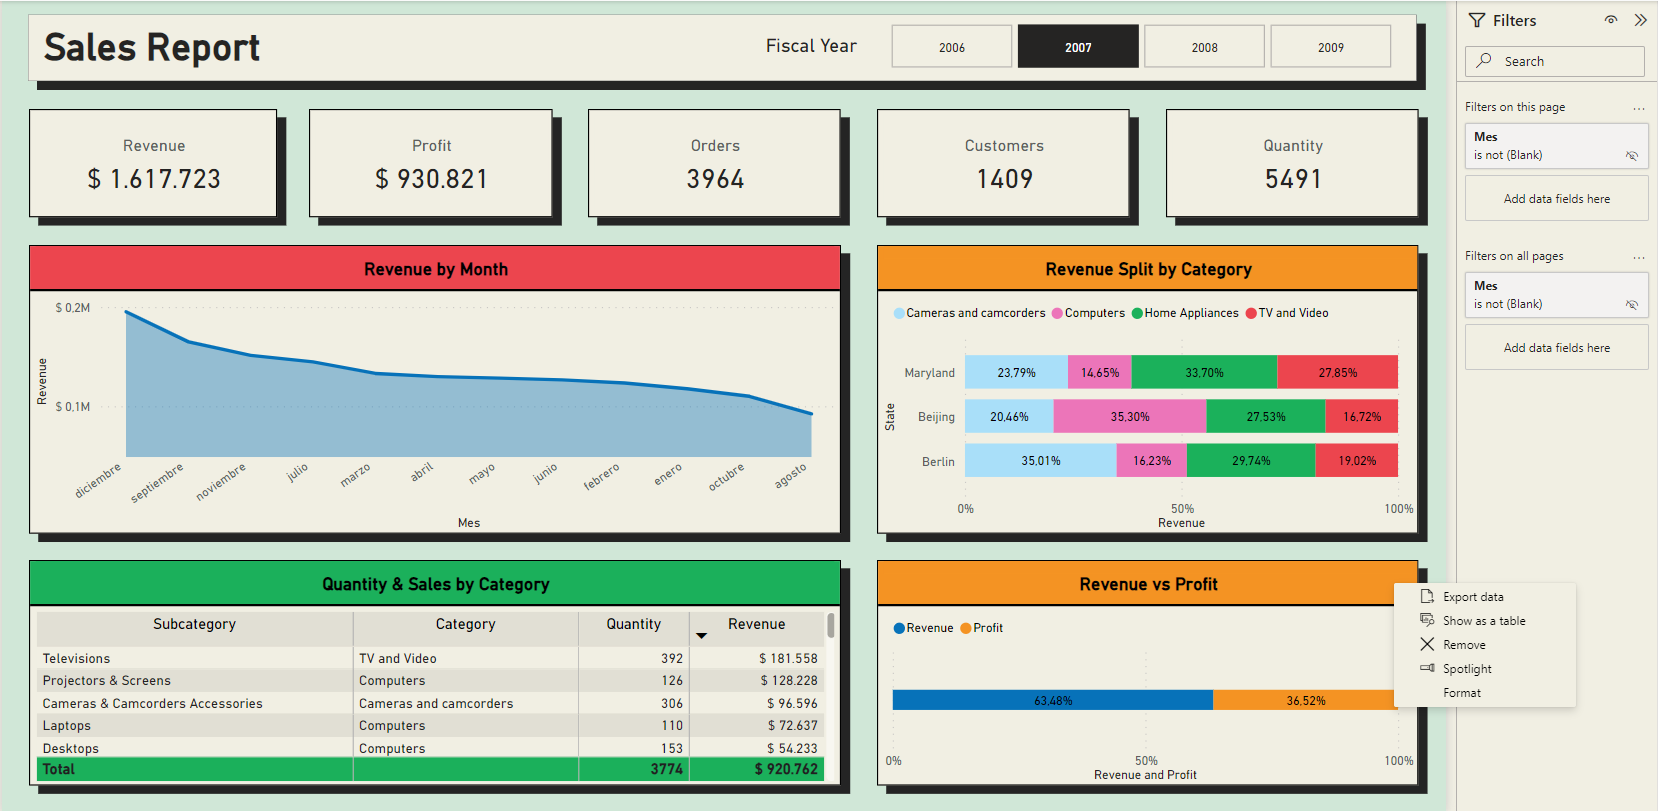 Sales Report
Fiscal Year
2006
2007
2008
2009
Filters
Search
Filters on this page
...
Mes
is not (Blank)
Add data fields here
Filters on all pages
...
Mes
is not (Blank)
Add data fields here
Revenue
$ 1.617.723
Profit
$ 930.821
Orders
3964
Customers
1409
Quantity
5491
Revenue by Month
$ 0,2M
$ 0,1M
Revenue
diciembre
septiembre
noviembre
julio
marzo
abril
mayo
junio
febrero
enero
octubre
agosto
Mes
Revenue Split by Category
Cameras and camcorders Computers Home Appliances TV and Video
State
Maryland 23,79% 14,65% 33,70% 27,85%
Beijing 20,46% 35,30% 27,53% 16,72%
Berlin 35,01% 16,23% 29,74% 19,02%
0% 50% 100%
Revenue
Quantity & Sales by Category
Subcategory Category Quantity Revenue
Televisions TV and Video 392 $ 181.558
Projectors & Screens Computers 126 $ 128.228
Cameras & Camcorders Accessories Cameras and camcorders 306 $ 96.596
Laptops Computers 110 $ 72.637
Desktops Computers 153 $ 54.233
Total 3774 $ 920.762
Revenue vs Profit
Revenue Profit
63,48% 36,52%
0% 50% 100%
Revenue and Profit
Export data
Show as a table
Remove
Spotlight
Format